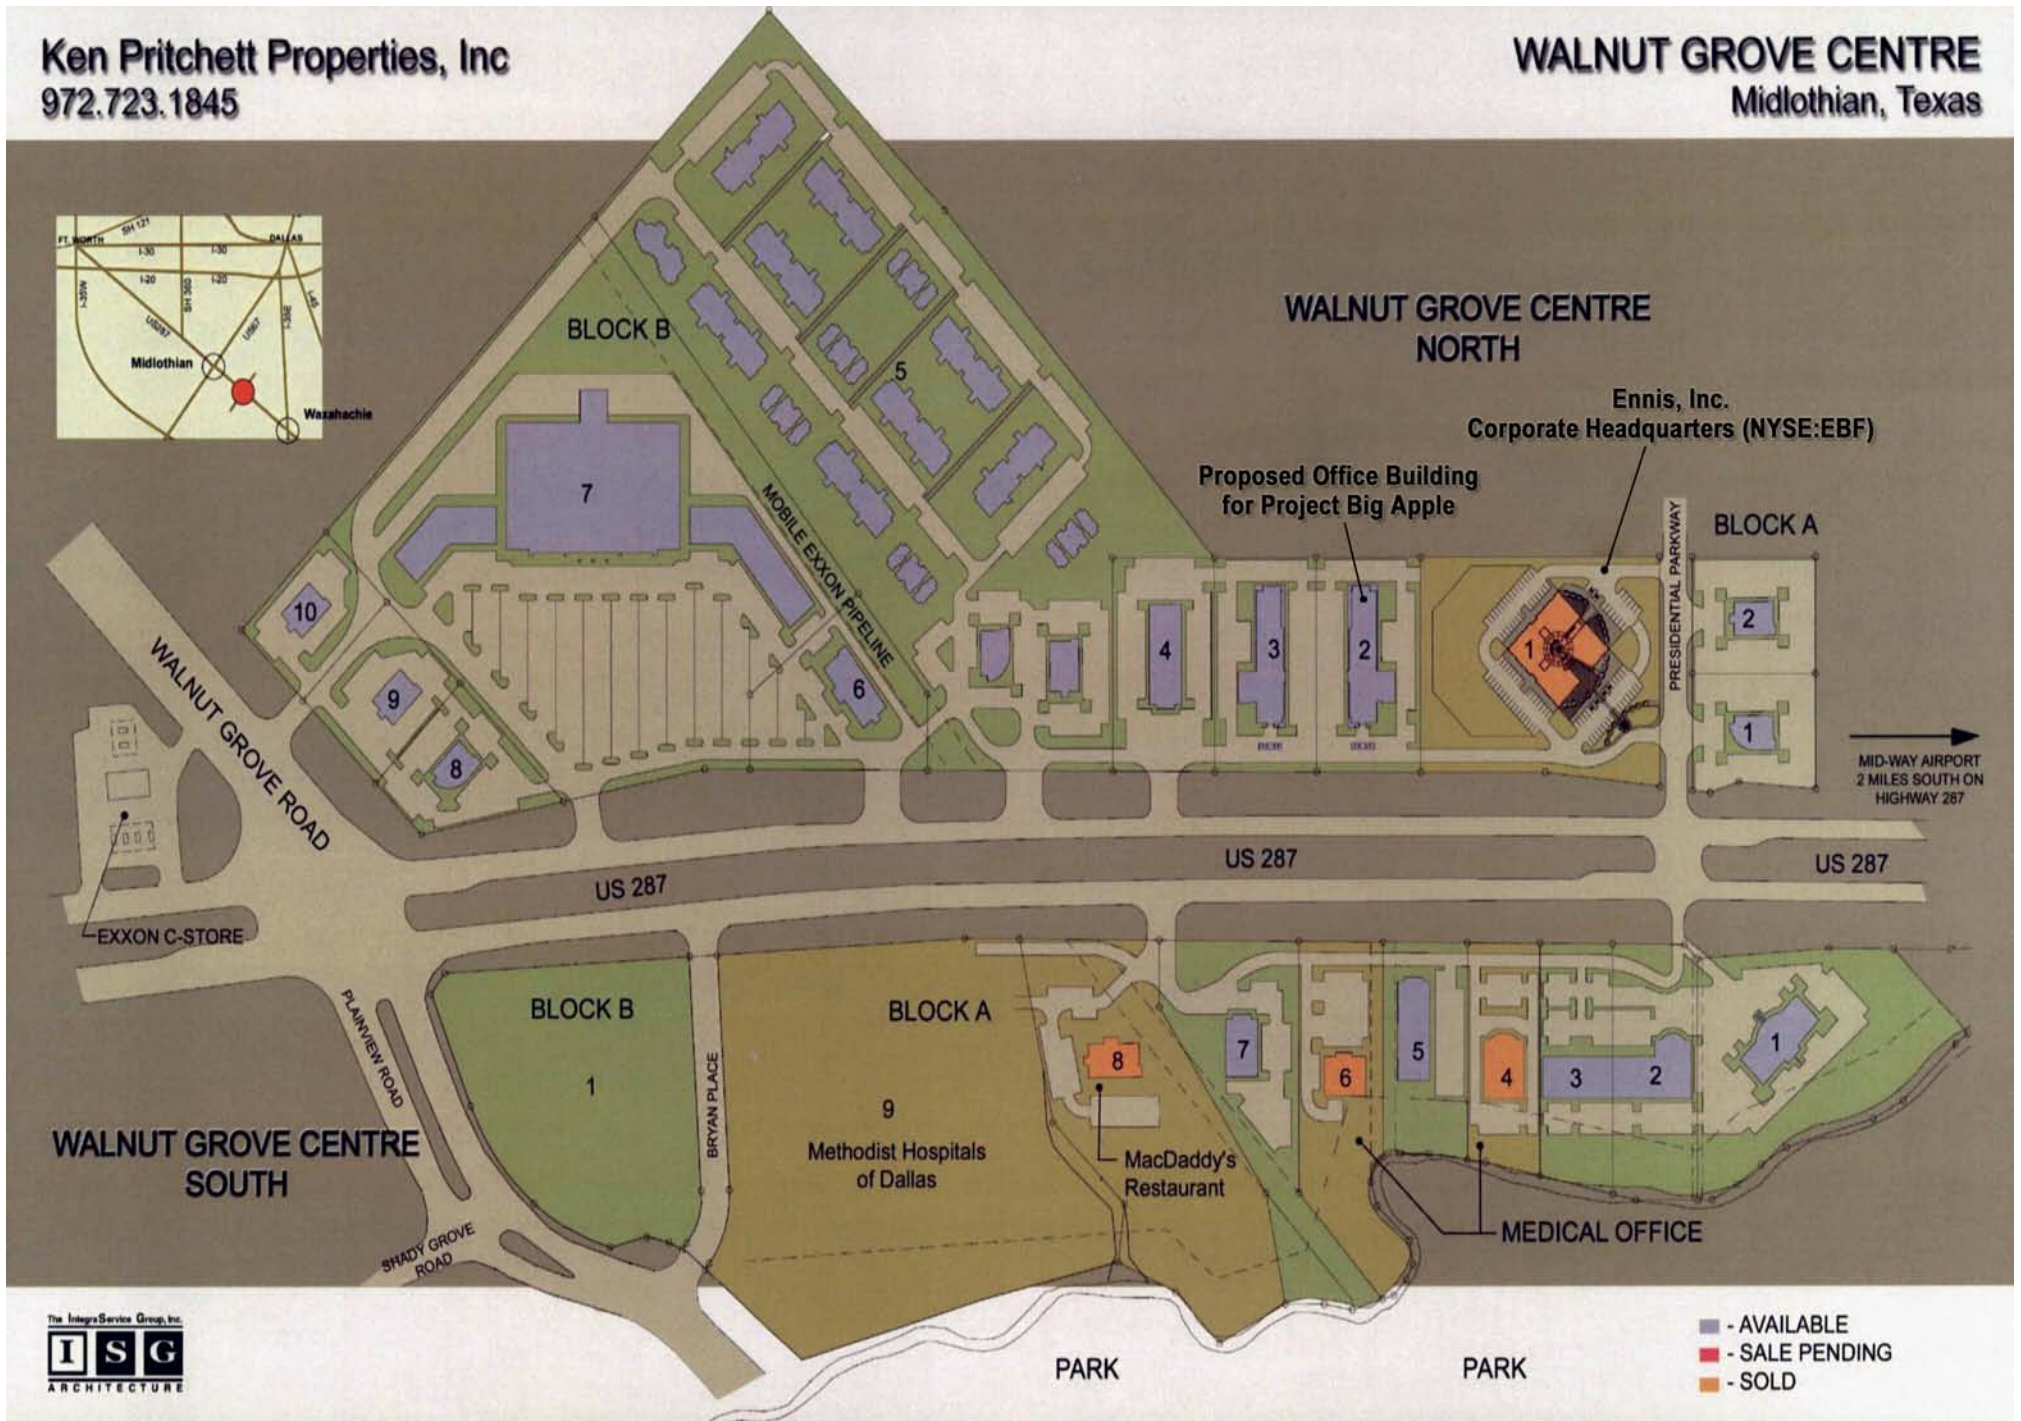 Ken Pritchett Properties, Inc
972.723.1845
WALNUT GROVE CENTRE
Midlothian, Texas
FT. WORTH
SH 121
DALLAS
I-30
I-30
I-20
I-20
I-35W
SH 360
I-45
US287
US67
I-35E
Midlothian
Waxahachie
BLOCK B
5
7
MOBILE EXXON PIPELINE
WALNUT GROVE CENTRE
NORTH
Ennis, Inc.
Corporate Headquarters (NYSE:EBF)
Proposed Office Building
for Project Big Apple
PRESIDENTIAL PARKWAY
BLOCK A
10
9
8
6
4
3
2
1
2
1
MID-WAY AIRPORT
2 MILES SOUTH ON
HIGHWAY 287
WALNUT GROVE ROAD
EXXON C-STORE
US 287
US 287
US 287
PLAINVIEW ROAD
BLOCK B
1
BRYAN PLACE
BLOCK A
9
Methodist Hospitals
of Dallas
8
MacDaddy's
Restaurant
7
6
5
4
3
2
1
MEDICAL OFFICE
WALNUT GROVE CENTRE
SOUTH
SHADY GROVE
ROAD
PARK
PARK
The IntegraService Group, Inc.
ISG
ARCHITECTURE
- AVAILABLE
- SALE PENDING
- SOLD